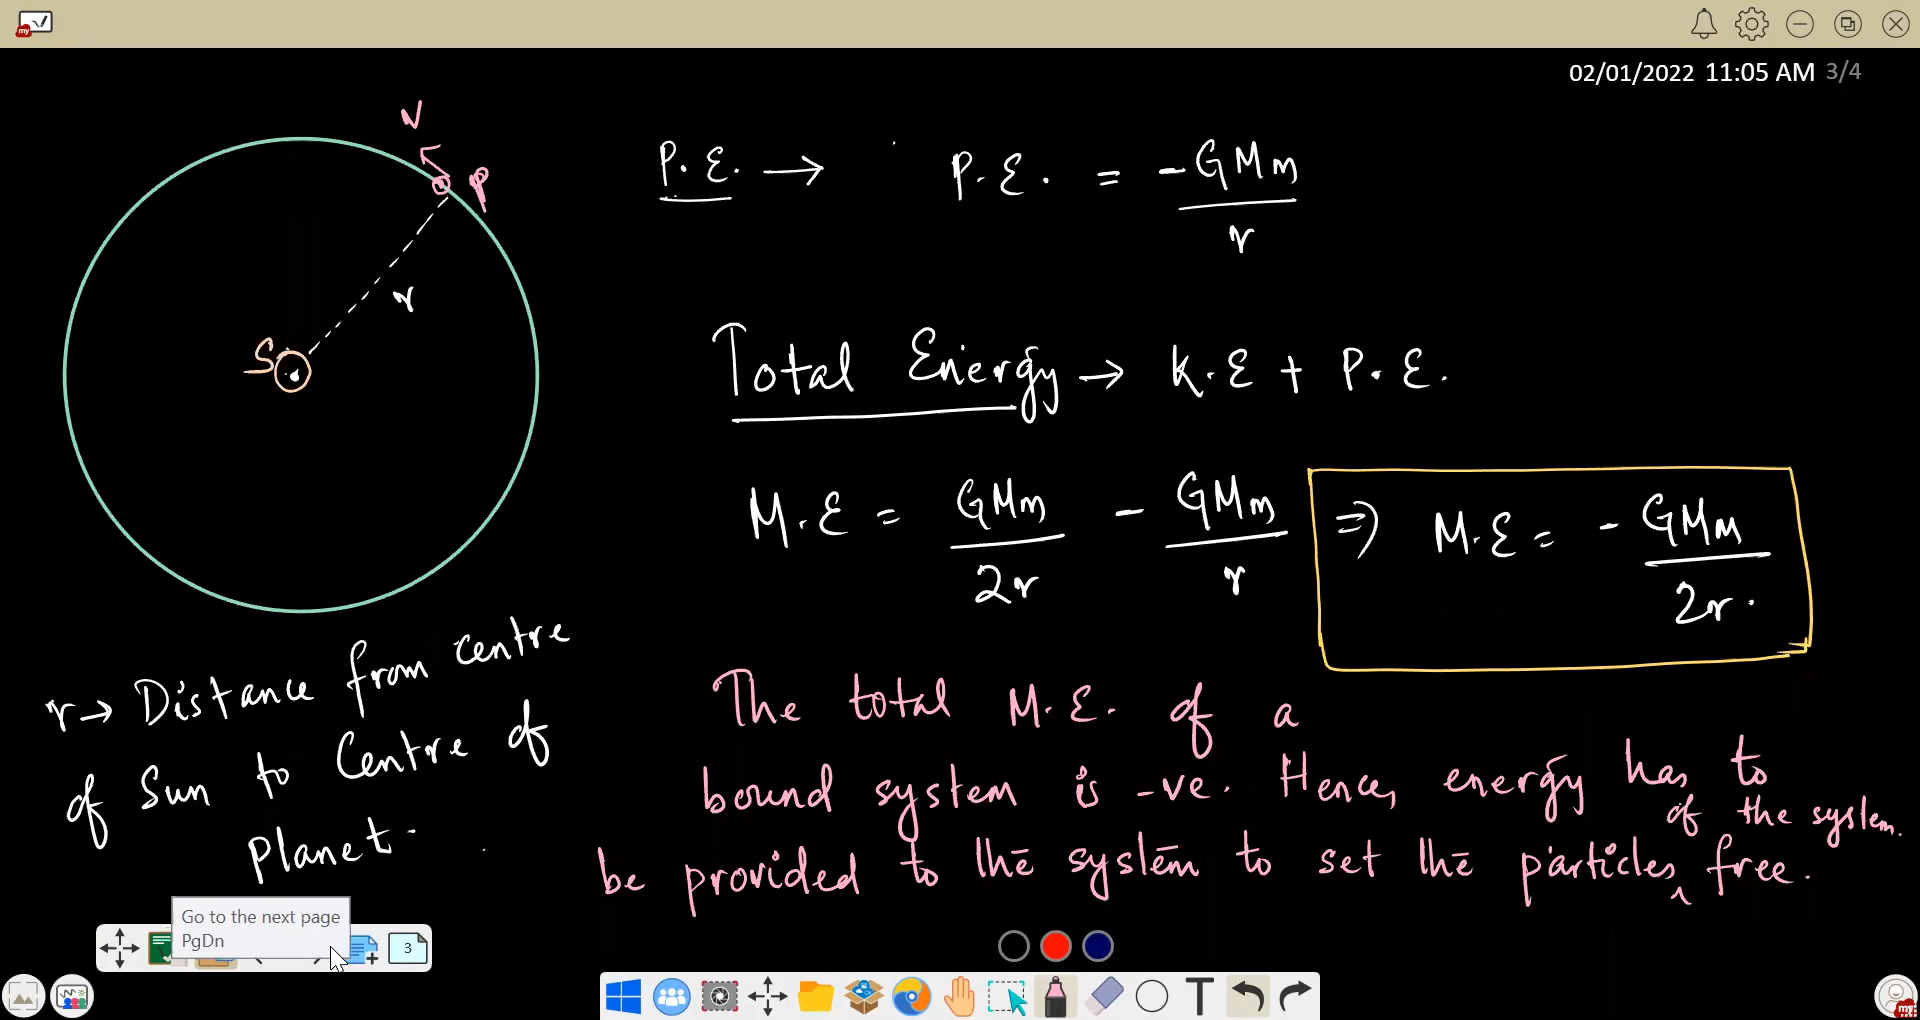 02/01/2022 11:05 AM 3/4
V
P
P.E. → P.E. = -GMm
r
r
S
Total Energy → K.E + P.E.
M.E = GMm - GMm ⇒ M.E = - GMm
2r r 2r.
r → Distance from centre
of Sun to Centre of
planet.
The total M.E. of a
bound system is -ve. Hence, energy has to
of the system.
be provided to the system to set the particles ^ free.
Go to the next page
PgDn
3
T
my
my